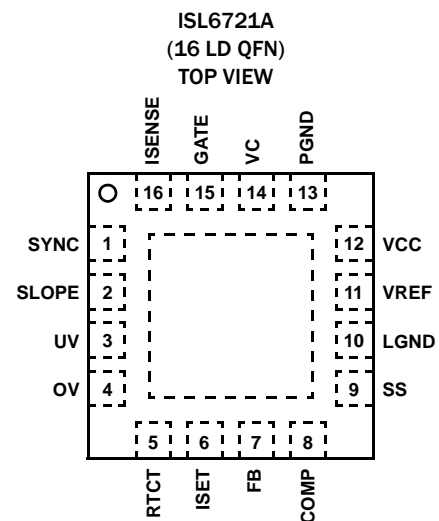 ISL6721A
(16 LD QFN)
TOP VIEW
ISENSE
GATE
VC
PGND
16
15
14
13
SYNC 1
12 VCC
SLOPE 2
11 VREF
UV 3
10 LGND
OV 4
9 SS
5
6
7
8
RTCT
ISET
FB
COMP